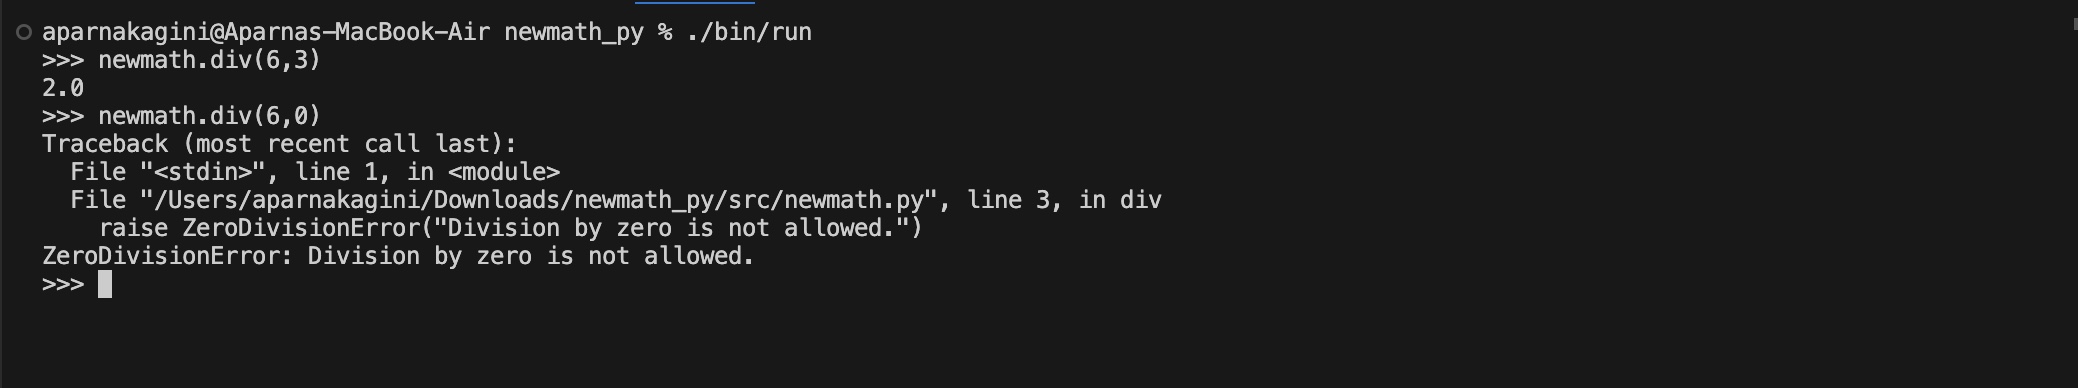 aparnakagini@Aparnas-MacBook-Air newmath_py % ./bin/run
>>> newmath.div(6,3)
2.0
>>> newmath.div(6,0)
Traceback (most recent call last):
  File "<stdin>", line 1, in <module>
  File "/Users/aparnakagini/Downloads/newmath_py/src/newmath.py", line 3, in div
    raise ZeroDivisionError("Division by zero is not allowed.")
ZeroDivisionError: Division by zero is not allowed.
>>>